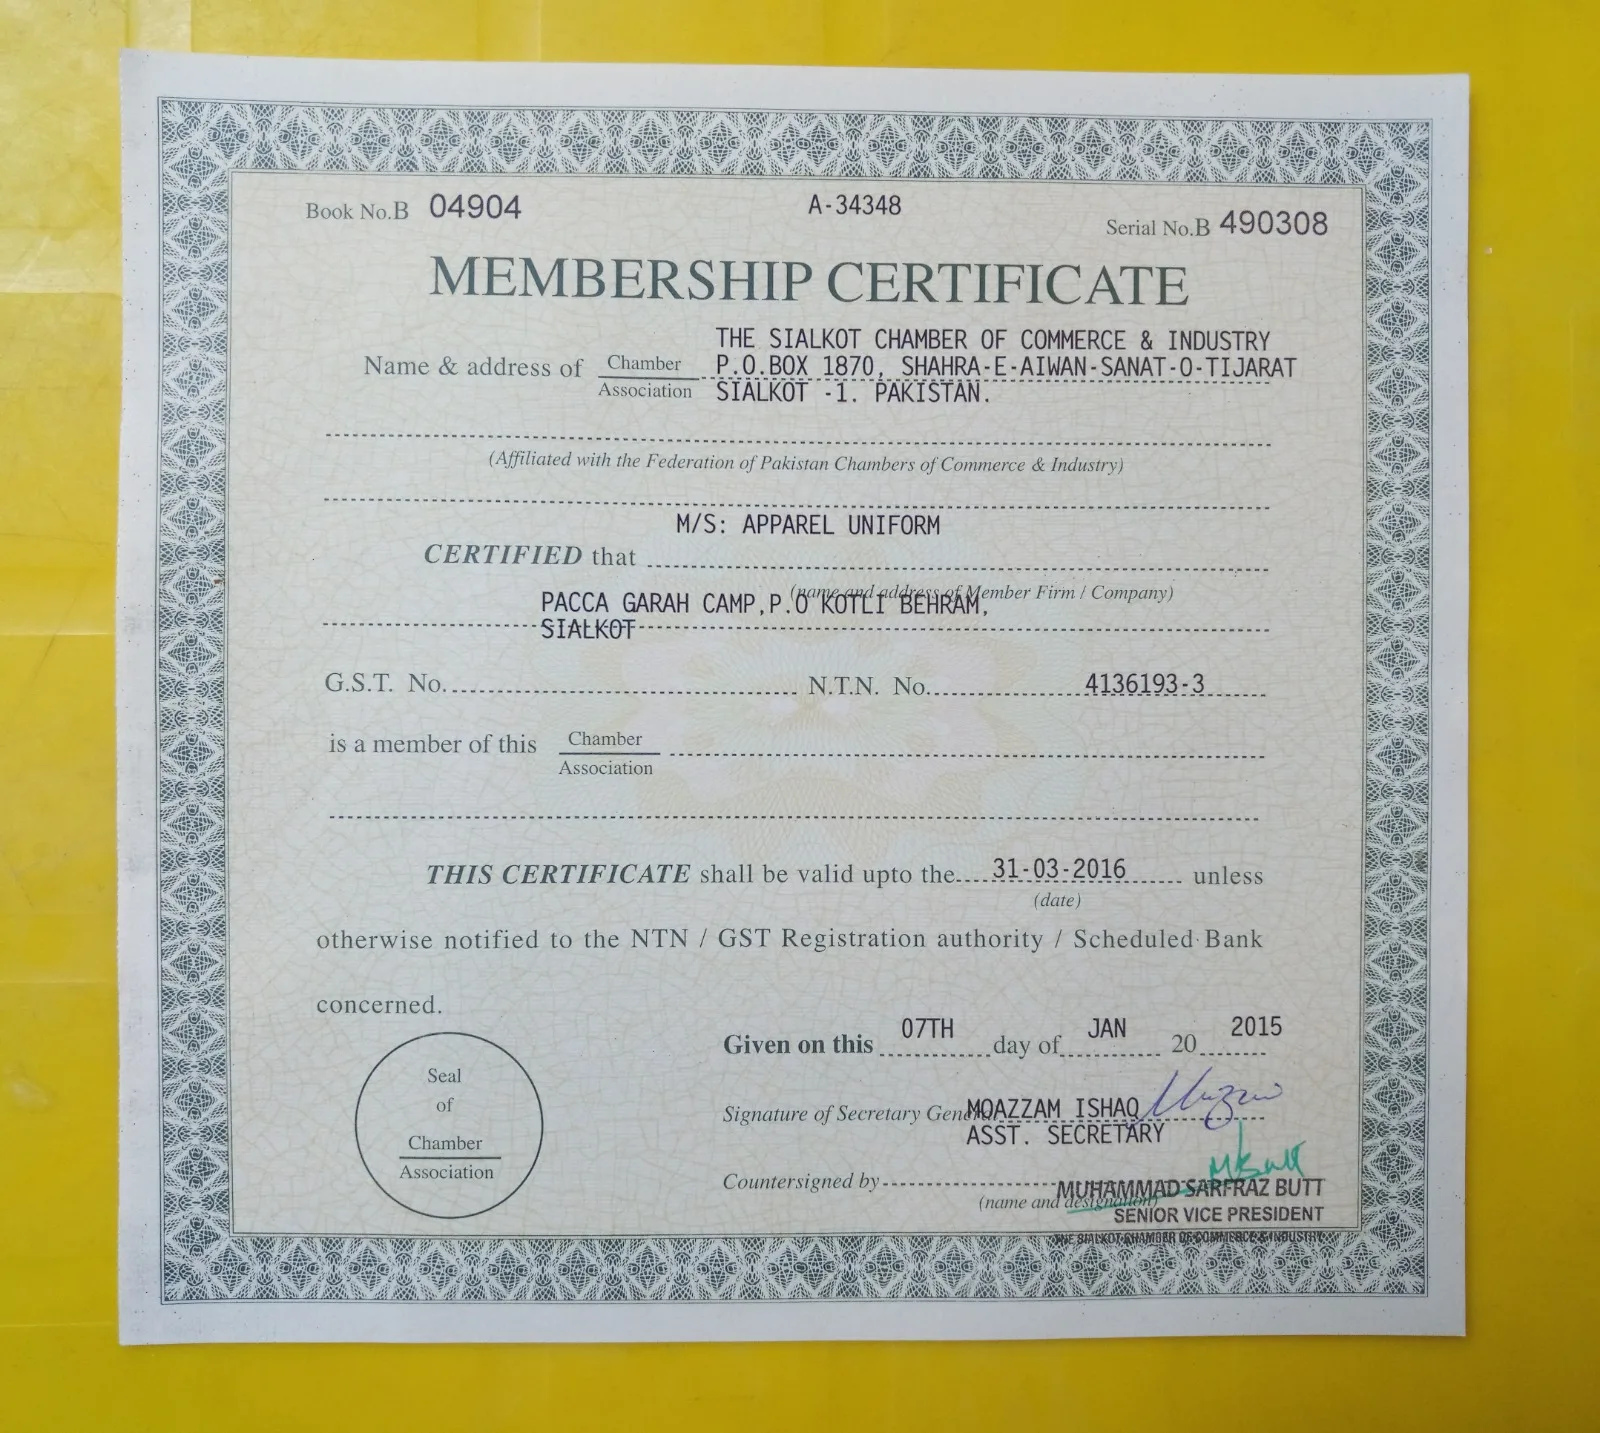 Book No.B 04904 A-34348 Serial No.B 490308
MEMBERSHIP CERTIFICATE
THE SIALKOT CHAMBER OF COMMERCE & INDUSTRY
Name & address of Chamber P.O.BOX 1870, SHAHRA-E-AIWAN-SANAT-O-TIJARAT
Association SIALKOT -1. PAKISTAN.
(Affiliated with the Federation of Pakistan Chambers of Commerce & Industry)
M/S: APPAREL UNIFORM
CERTIFIED that
(name and address of Member Firm / Company)
PACCA GARAH CAMP,P.O KOTLI BEHRAM,
SIALKOT
G.S.T. No. N.T.N. No. 4136193-3
is a member of this Chamber
Association
THIS CERTIFICATE shall be valid upto the 31-03-2016 unless
(date)
otherwise notified to the NTN / GST Registration authority / Scheduled Bank
concerned.
Given on this 07TH day of JAN 20 2015
Seal
of
Chamber
Association
Signature of Secretary General MOAZZAM ISHAQ
ASST. SECRETARY
Countersigned by
MUHAMMAD SARFRAZ BUTT
(name and designation)
SENIOR VICE PRESIDENT
THE SIALKOT CHAMBER OF COMMERCE & INDUSTRY